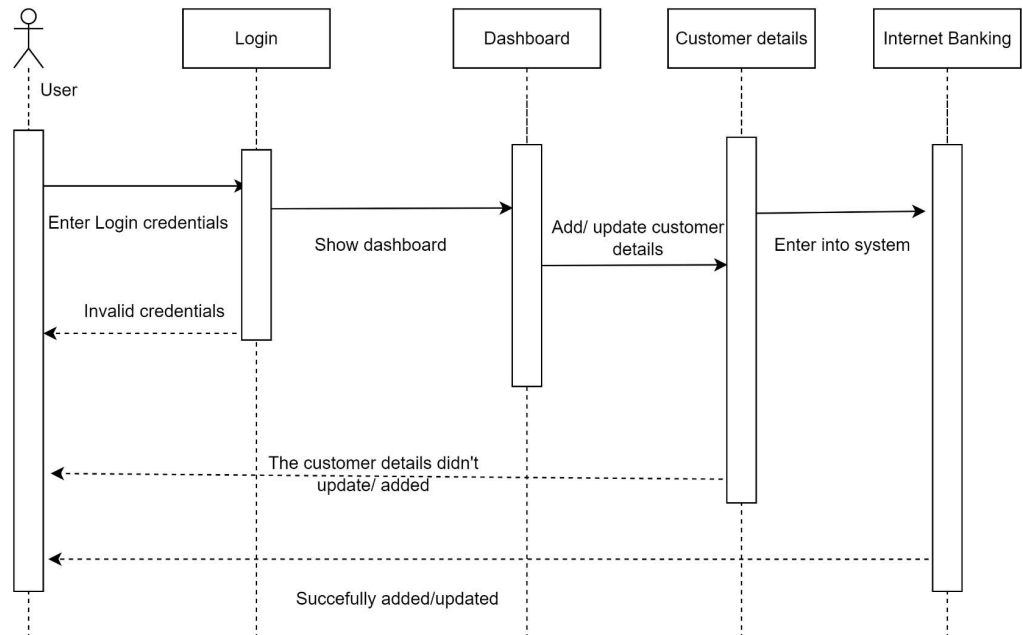 Login
Dashboard
Customer details
Internet Banking
User
Enter Login credentials
Show dashboard
Add/ update customer
details
Enter into system
Invalid credentials
The customer details didn't
update/ added
Succefully added/updated